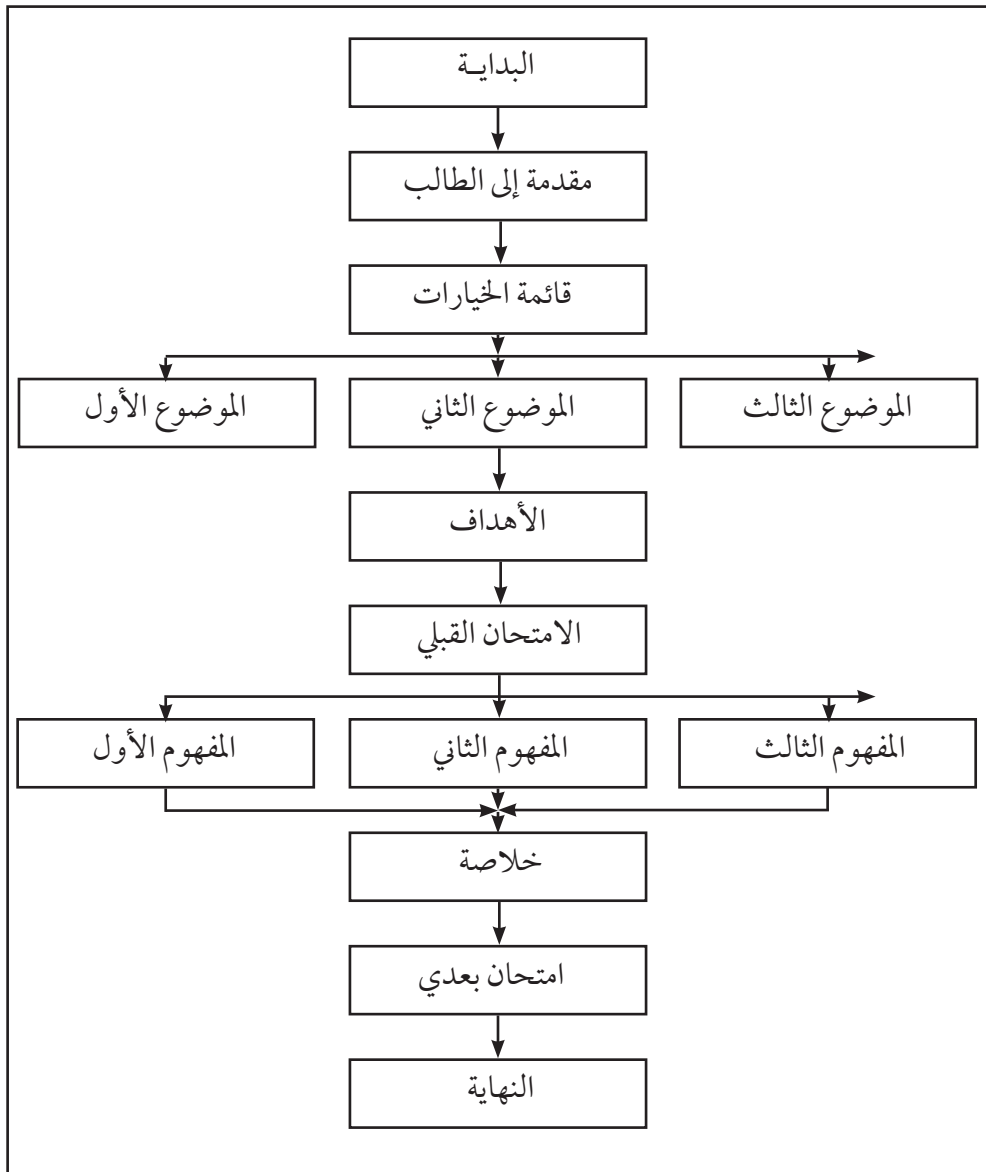 البدايـة
مقدمة إلى الطالب
قائمة الخيارات
الموضوع الثالث
الموضوع الثاني
الموضوع الأول
الأهداف
الامتحان القبلي
المفهوم الثالث
المفهوم الثاني
المفهوم الأول
خلاصة
امتحان بعدي
النهاية